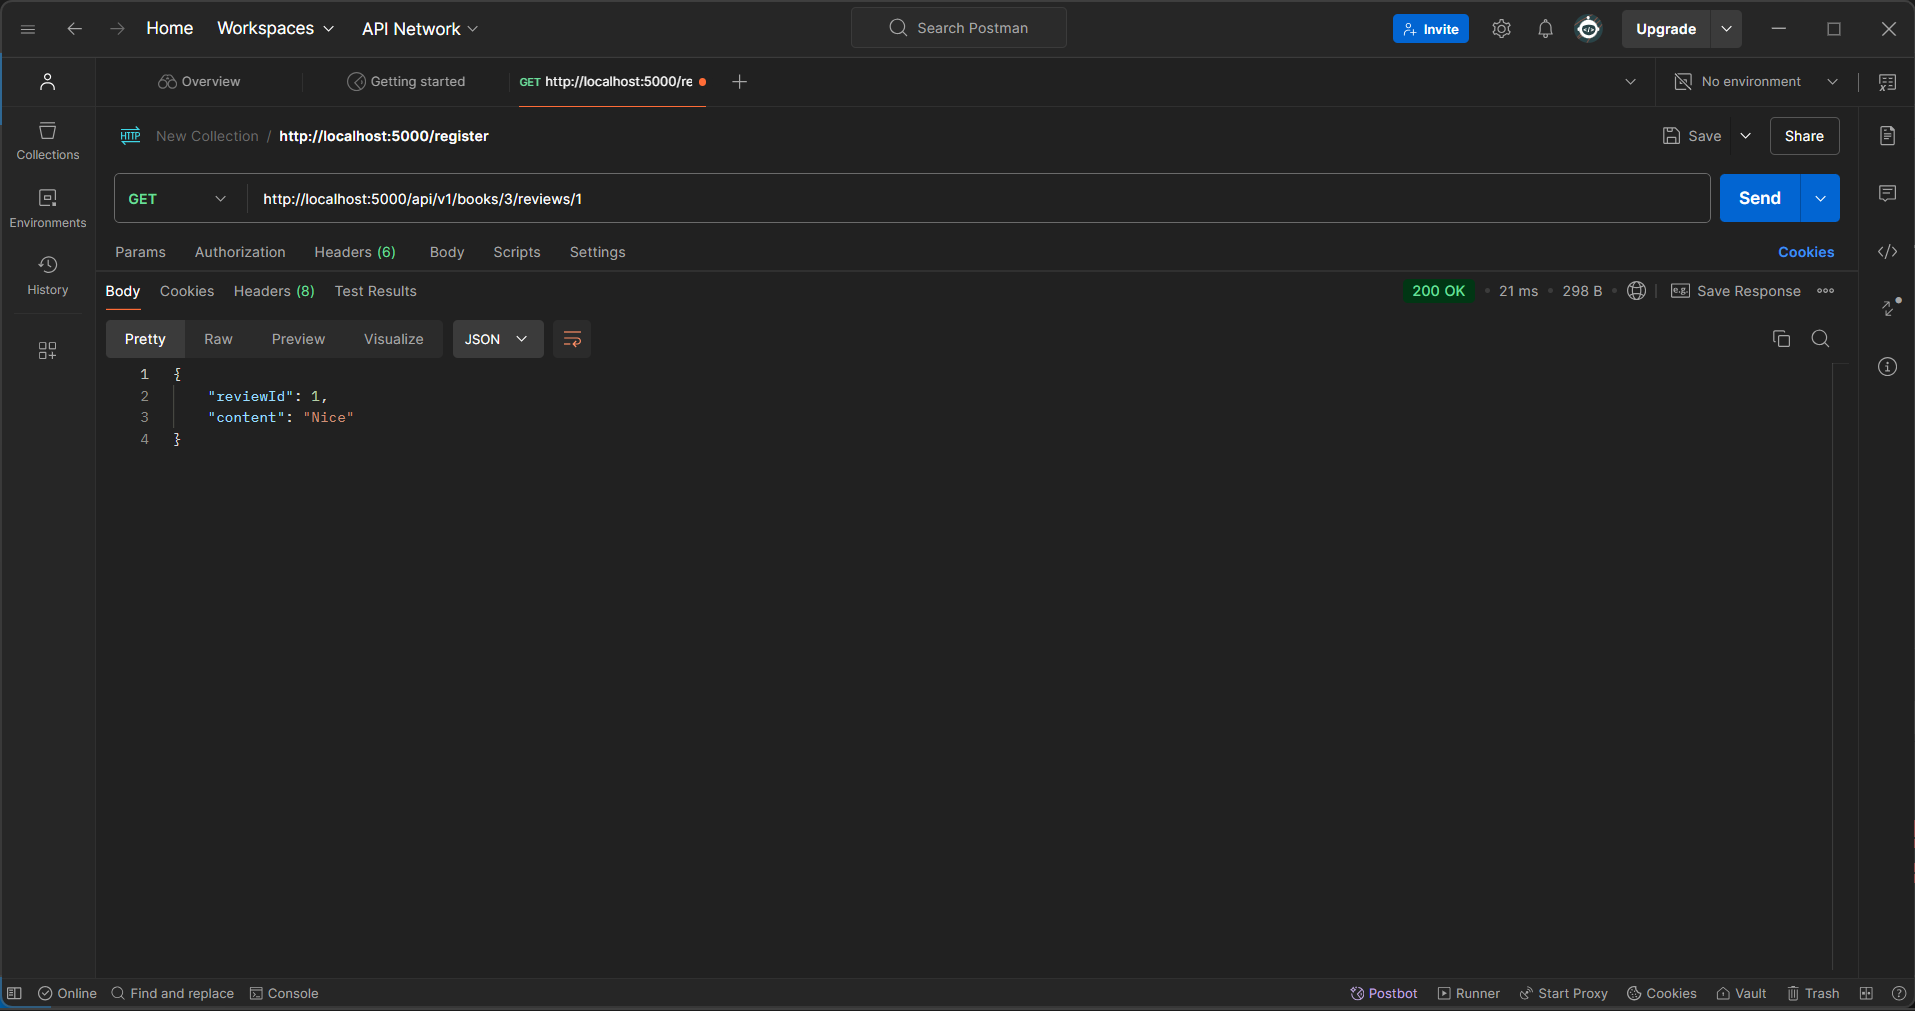 Home Workspaces API Network Search Postman Invite Upgrade
Overview Getting started GET http://localhost:5000/re No environment
HTTP New Collection / http://localhost:5000/register Save Share
GET http://localhost:5000/api/v1/books/3/reviews/1 Send
Params Authorization Headers (6) Body Scripts Settings Cookies
Body Cookies Headers (8) Test Results 200 OK 21 ms 298 B e.g. Save Response
Pretty Raw Preview Visualize JSON
1 {
2 "reviewId": 1,
3 "content": "Nice"
4 }
Collections
Environments
History
Online Find and replace Console Postbot Runner Start Proxy Cookies Vault Trash